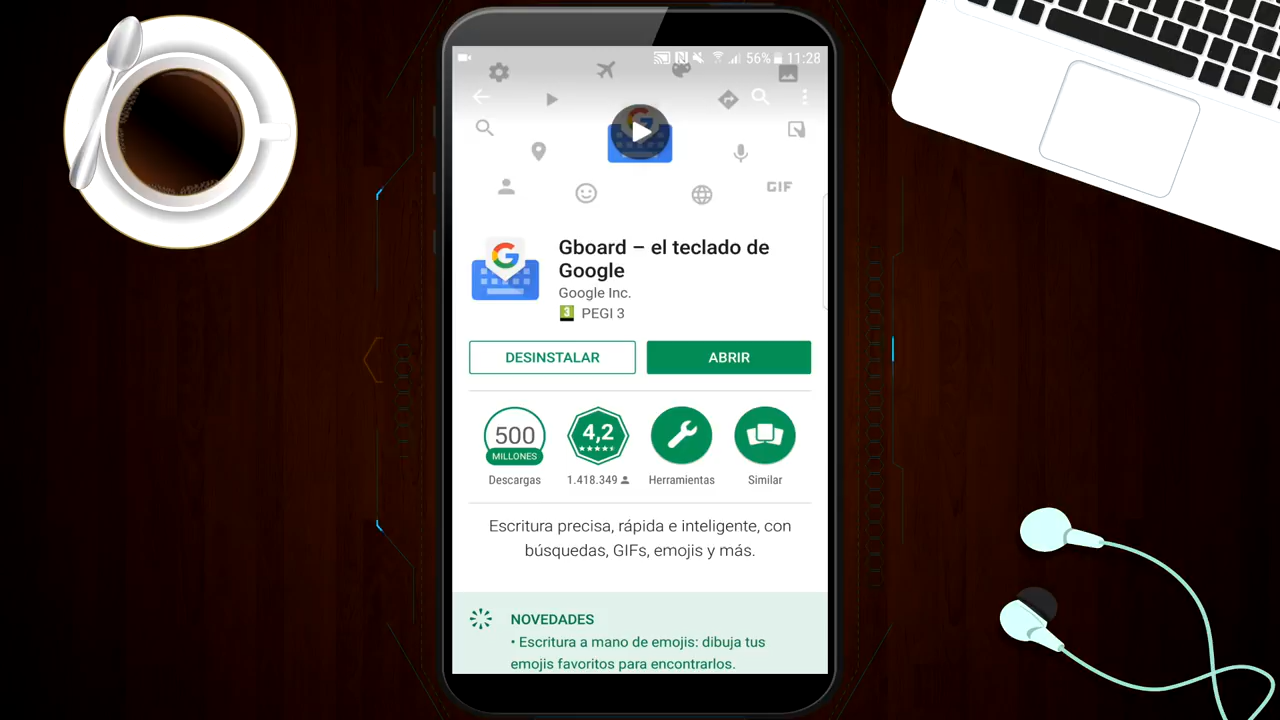 56% 11:28
GIF
Gboard – el teclado de
Google
Google Inc.
3 PEGI 3
DESINSTALAR
ABRIR
500
MILLONES
4,2
Descargas
1.418.349
Herramientas
Similar
Escritura precisa, rápida e inteligente, con
búsquedas, GIFs, emojis y más.
NOVEDADES
• Escritura a mano de emojis: dibuja tus
emojis favoritos para encontrarlos.